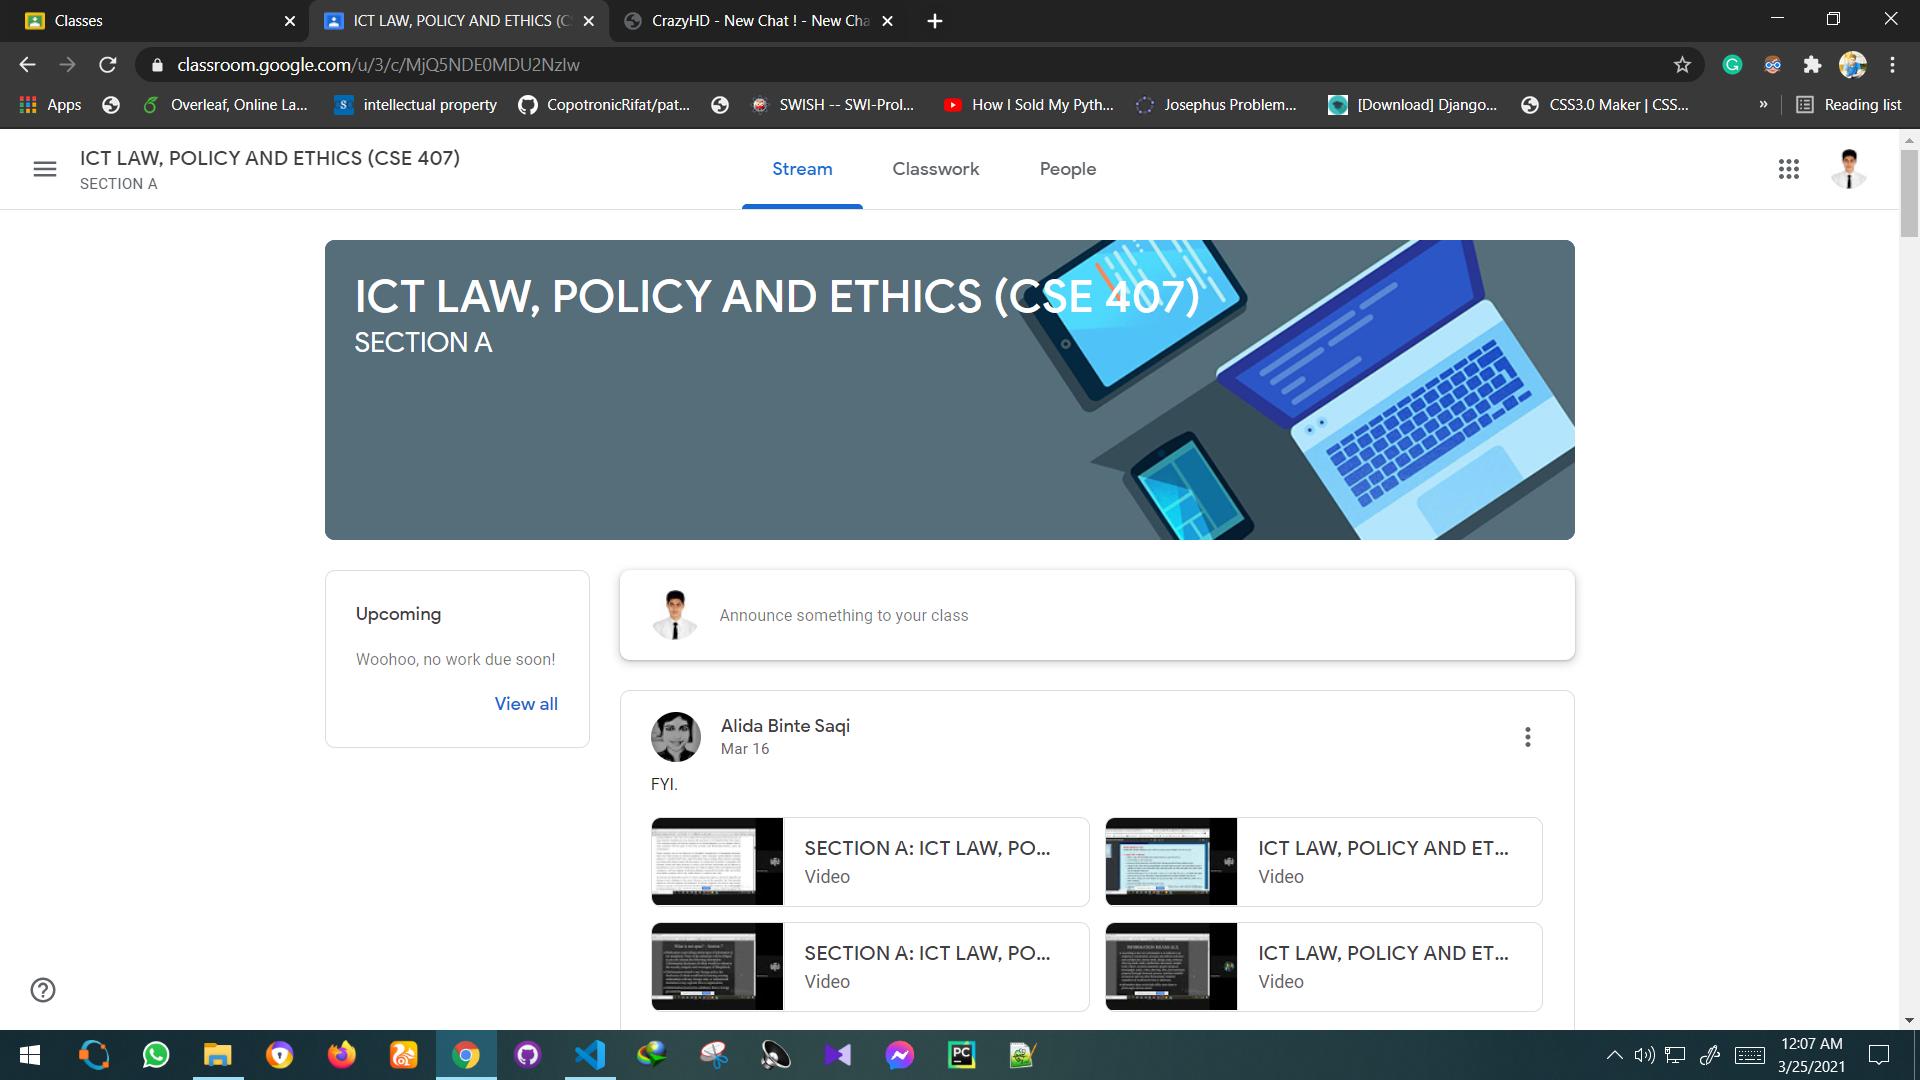 Classes
ICT LAW, POLICY AND ETHICS (C
CrazyHD - New Chat ! - New Cha
classroom.google.com/u/3/c/MjQ5NDE0MDU2NzIw
Apps
Overleaf, Online La...
intellectual property
CopotronicRifat/pat...
SWISH -- SWI-Prol...
How I Sold My Pyth...
Josephus Problem...
[Download] Django...
CSS3.0 Maker | CSS...
»
Reading list
ICT LAW, POLICY AND ETHICS (CSE 407)
SECTION A
Stream
Classwork
People
ICT LAW, POLICY AND ETHICS (CSE 407)
SECTION A
Upcoming
Woohoo, no work due soon!
View all
Announce something to your class
Alida Binte Saqi
Mar 16
FYI.
SECTION A: ICT LAW, PO...
Video
ICT LAW, POLICY AND ET...
Video
SECTION A: ICT LAW, PO...
Video
ICT LAW, POLICY AND ET...
Video
12:07 AM
3/25/2021